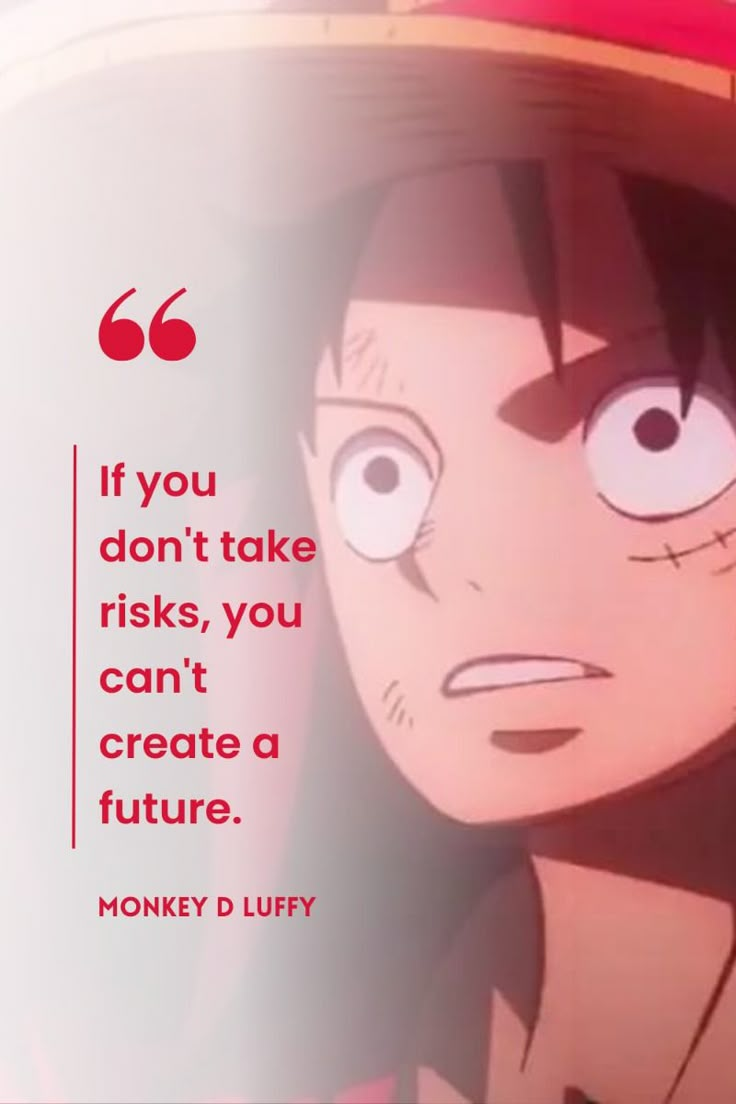 “
If you
don't take
risks, you
can't
create a
future.
MONKEY D LUFFY